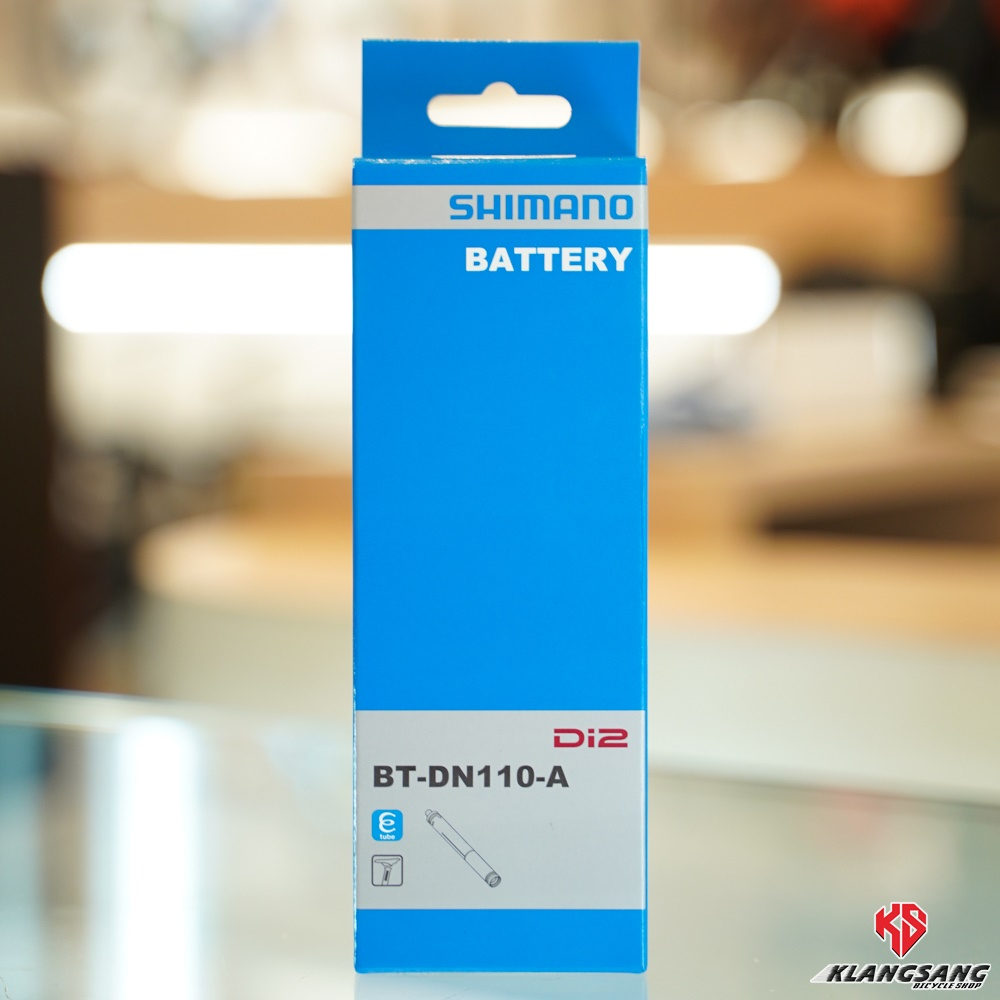 SHIMANO
BATTERY
Di2
BT-DN110-A
E
tube
KS
KLANGSANG
BICYCLE SHOP